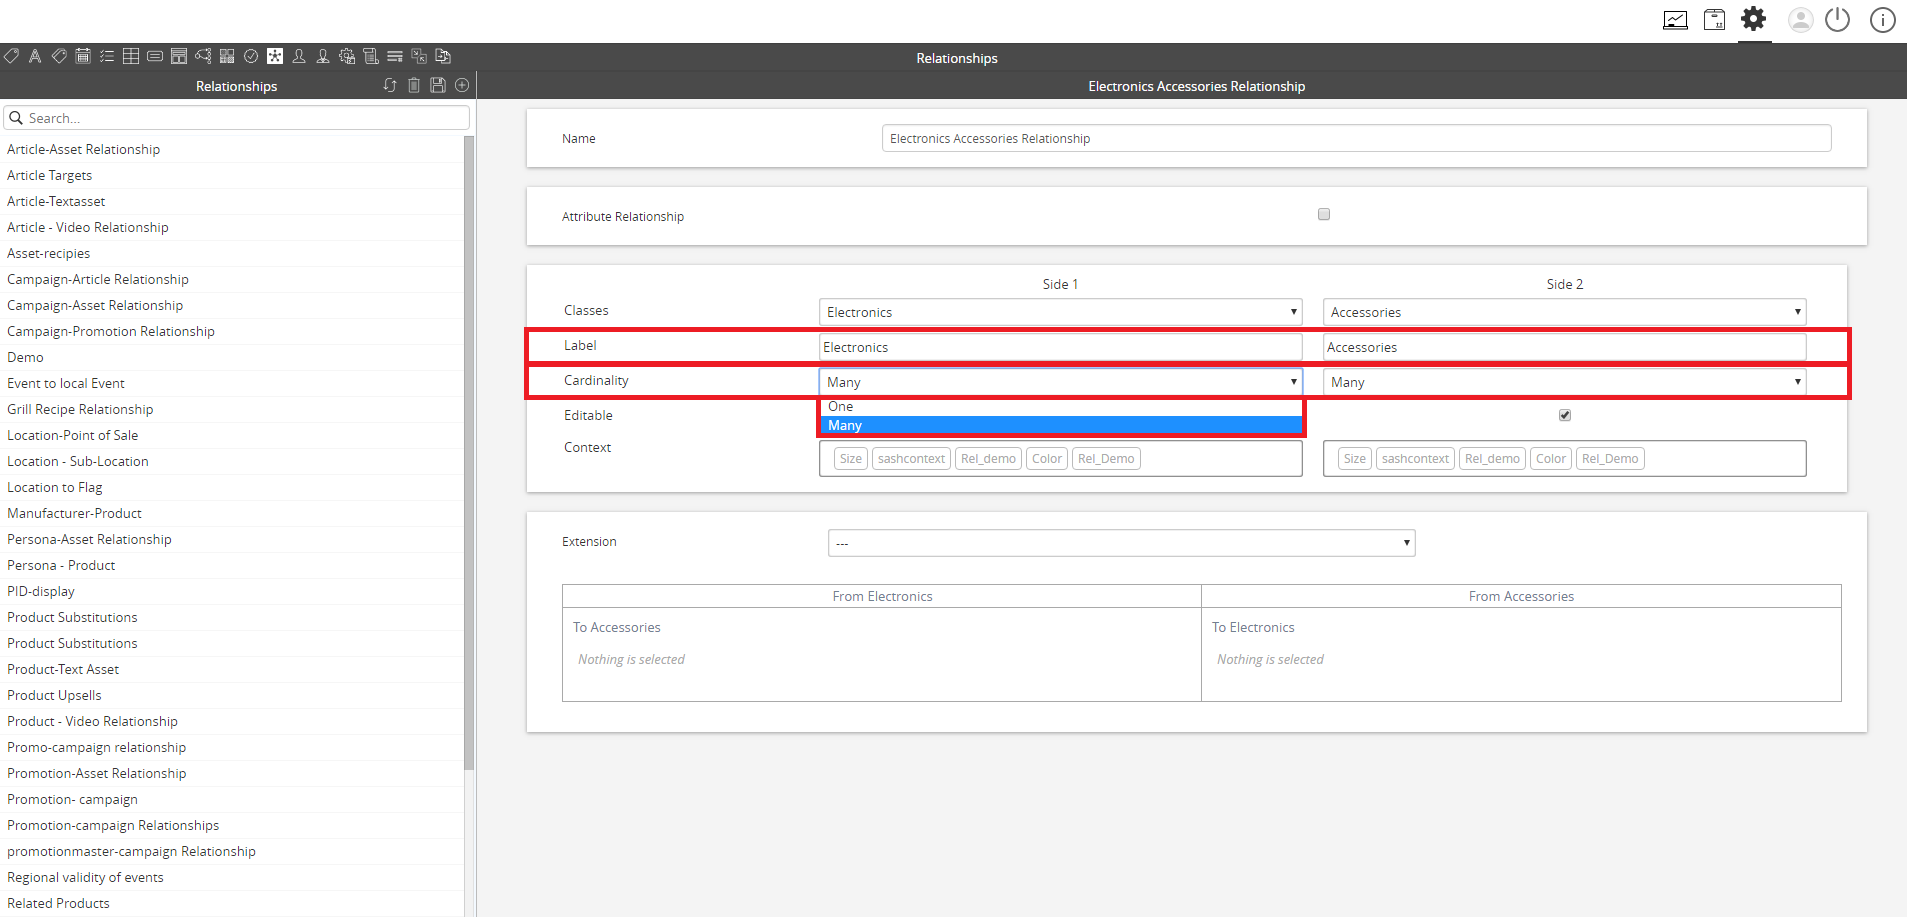 Relationships
Relationships
Electronics Accessories Relationship
Search...
Article-Asset Relationship
Article Targets
Article-Textasset
Article - Video Relationship
Asset-recipies
Campaign-Article Relationship
Campaign-Asset Relationship
Campaign-Promotion Relationship
Demo
Event to local Event
Grill Recipe Relationship
Location-Point of Sale
Location - Sub-Location
Location to Flag
Manufacturer-Product
Persona-Asset Relationship
Persona - Product
PID-display
Product Substitutions
Product Substitutions
Product-Text Asset
Product Upsells
Product - Video Relationship
Promo-campaign relationship
Promotion-Asset Relationship
Promotion- campaign
Promotion-campaign Relationships
promotionmaster-campaign Relationship
Regional validity of events
Related Products
Name Electronics Accessories Relationship
Attribute Relationship
Side 1 Side 2
Classes Electronics Accessories
Label Electronics Accessories
Cardinality Many Many
One
Many
Editable
Context Size sashcontext Rel_demo Color Rel_Demo Size sashcontext Rel_demo Color Rel_Demo
Extension ---
From Electronics From Accessories
To Accessories To Electronics
Nothing is selected Nothing is selected